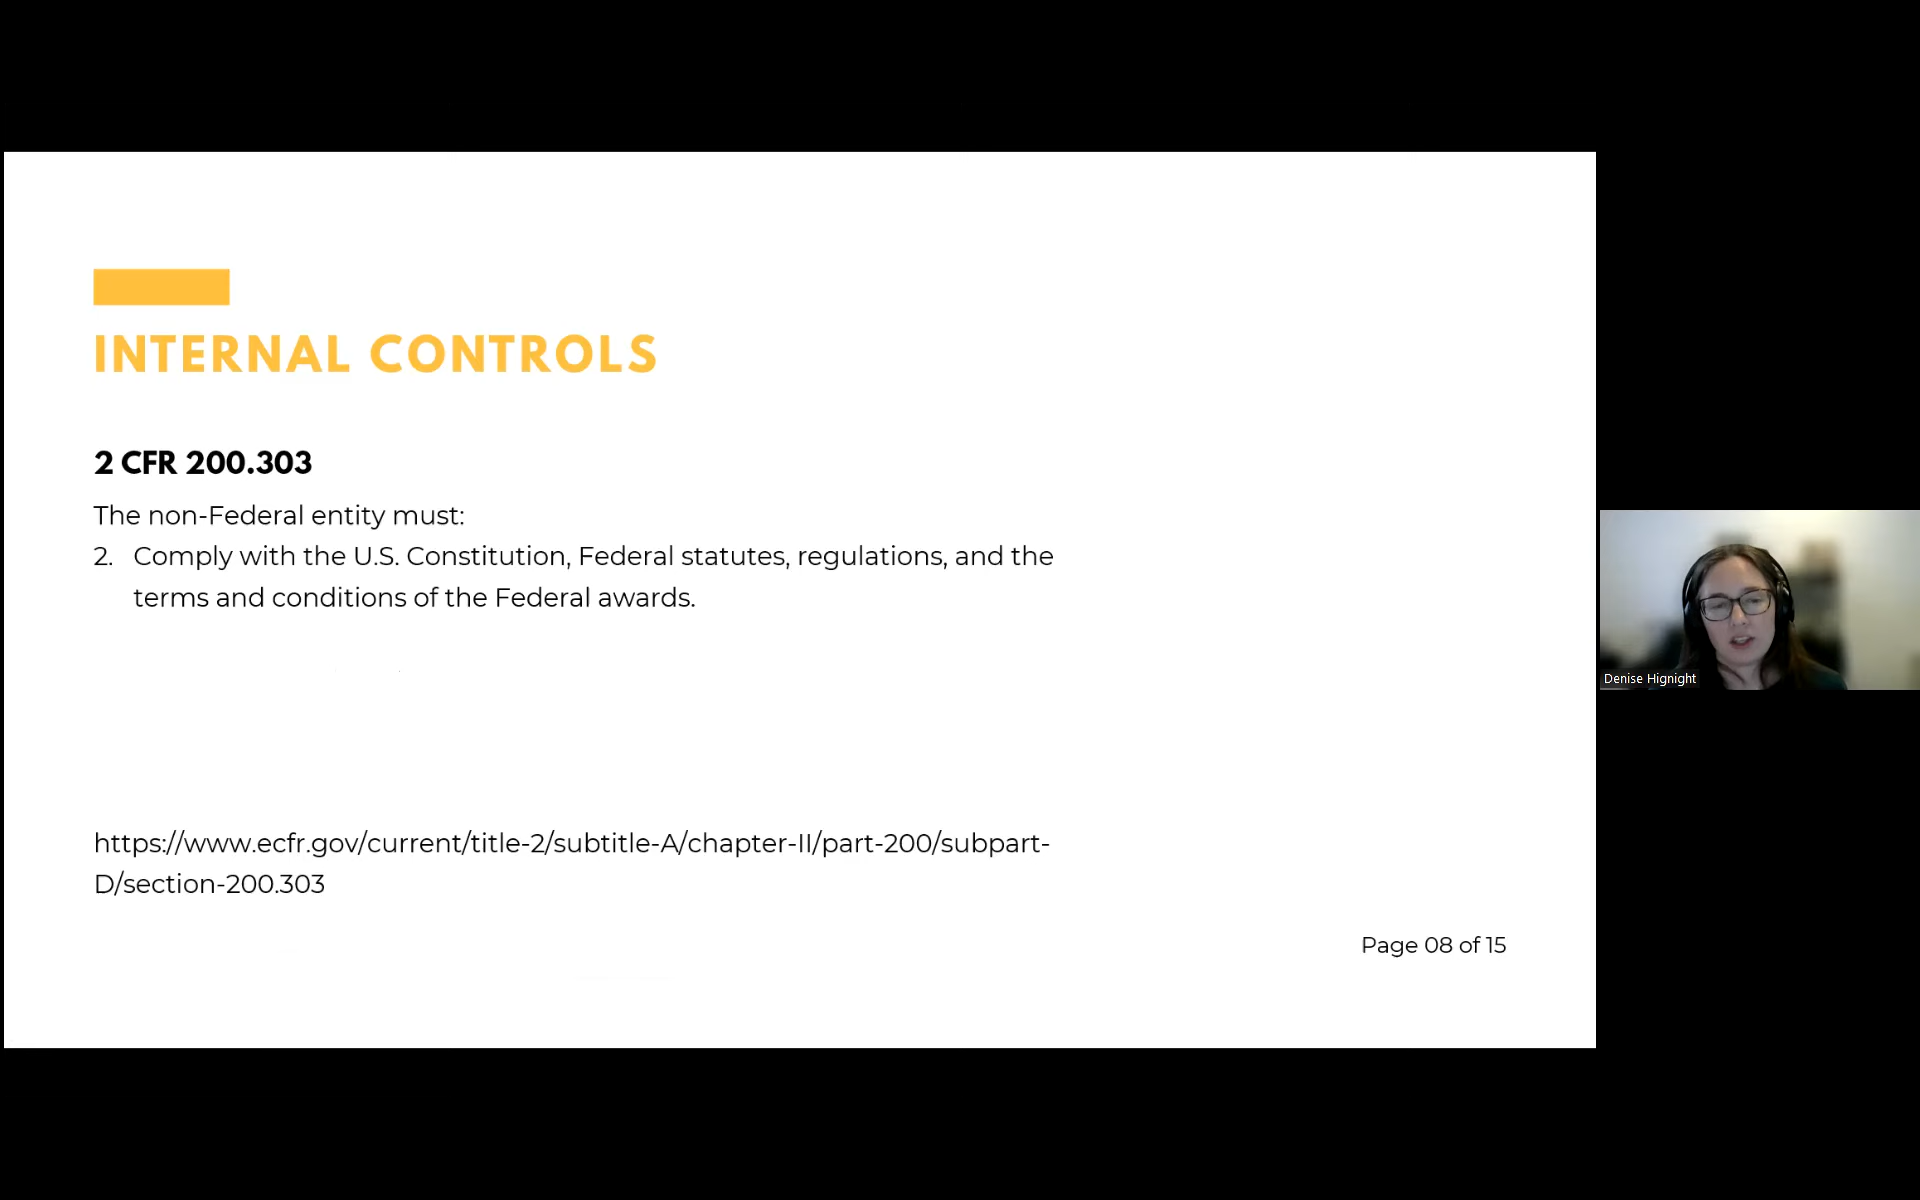 INTERNAL CONTROLS
2 CFR 200.303
The non-Federal entity must:
2. Comply with the U.S. Constitution, Federal statutes, regulations, and the
terms and conditions of the Federal awards.
https://www.ecfr.gov/current/title-2/subtitle-A/chapter-II/part-200/subpart-
D/section-200.303
Page 08 of 15
Denise Hignight